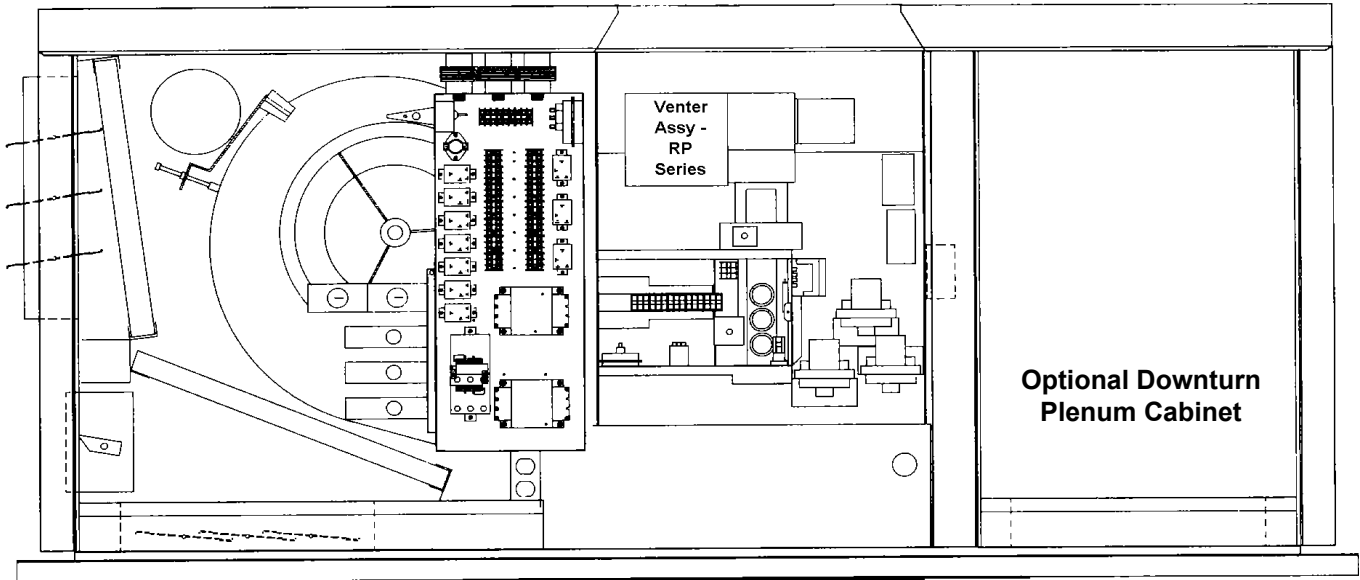 Venter
Assy -
RP
Series
Optional Downturn
Plenum Cabinet